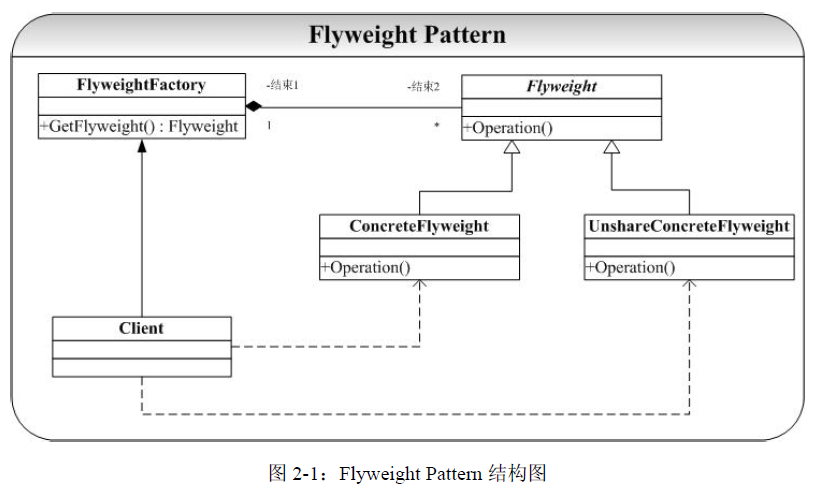 Flyweight Pattern
FlyweightFactory
+GetFlyweight() : Flyweight
-结束1
-结束2
1
*
Flyweight
+Operation()
ConcreteFlyweight
+Operation()
UnshareConcreteFlyweight
+Operation()
Client
图 2-1：Flyweight Pattern 结构图